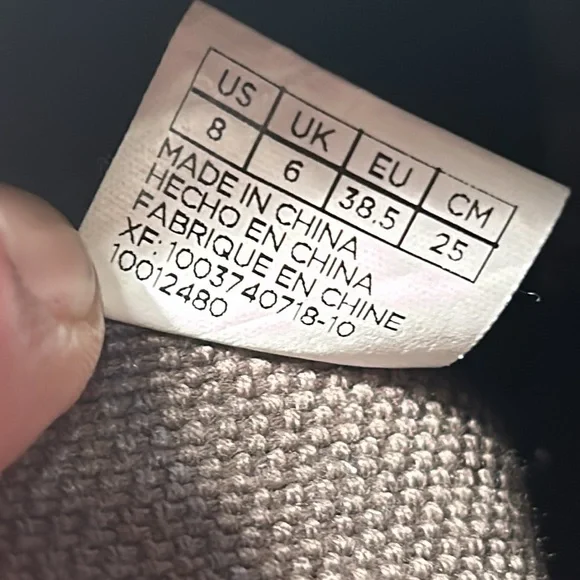 US UK EU CM
8 6 38.5 25
MADE IN CHINA
HECHO EN CHINA
FABRIQUE EN CHINE
XF: 1003740718-10
10012480